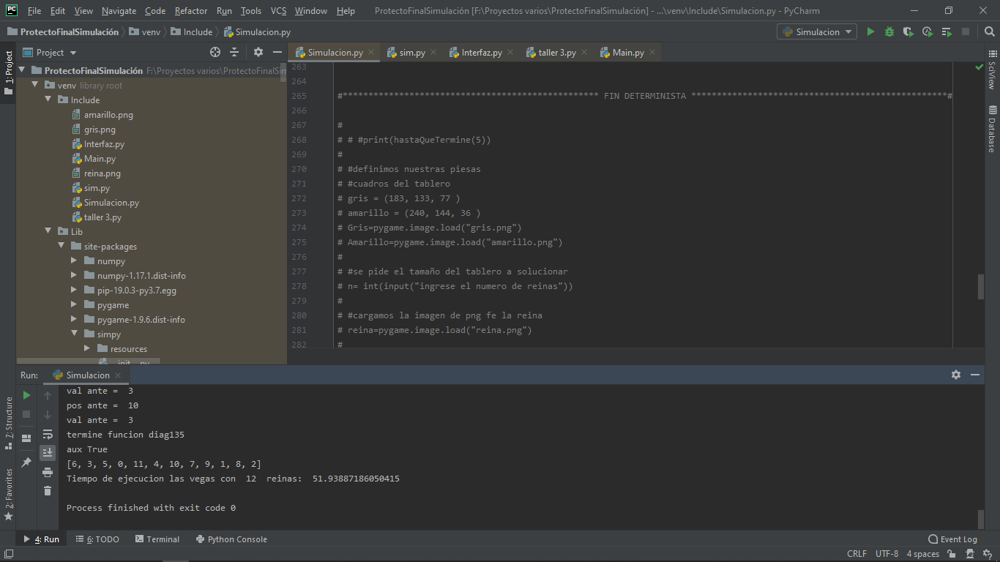 PC File Edit View Navigate Code Refactor Run Tools VCS Window Help ProtectoFinalSimulación [F:\Proyectos varios\ProtectoFinalSimulación] - ...\venv\Include\Simulacion.py - PyCharm
ProtectoFinalSimulación venv Include Simulacion.py Simulacion
Project
Simulacion.py sim.py Interfaz.py taller 3.py Main.py
1: Project
ProtectoFinalSimulación F:\Proyectos varios\ProtectoFinalSim
venv library root
Include
amarillo.png
gris.png
Interfaz.py
Main.py
reina.png
sim.py
Simulacion.py
taller 3.py
Lib
site-packages
numpy
numpy-1.17.1.dist-info
pip-19.0.3-py3.7.egg
pygame
pygame-1.9.6.dist-info
simpy
resources
__init__.py
263
264
265 #************************************************** FIN DETERMINISTA **************************************************#
266
267 #
268 # # #print(hastaQueTermine(5))
269 #
270 # #definimos nuestras piesas
271 # #cuadros del tablero
272 # gris = (183, 133, 77 )
273 # amarillo = (240, 144, 36 )
274 # Gris=pygame.image.load("gris.png")
275 # Amarillo=pygame.image.load("amarillo.png")
276 #
277 # #se pide el tamaño del tablero a solucionar
278 # n= int(input("ingrese el numero de reinas"))
279 #
280 # #cargamos la imagen de png fe la reina
281 # reina=pygame.image.load("reina.png")
282 #
SciView
Database
Run: Simulacion
val ante =  3
pos ante =  10
val ante =  3
termine funcion diag135
aux True
[6, 3, 5, 0, 11, 4, 10, 7, 9, 1, 8, 2]
Tiempo de ejecucion las vegas con  12  reinas:  51.93887186050415
Process finished with exit code 0
7: Structure
2: Favorites
4: Run 6: TODO Terminal Python Console Event Log
CRLF UTF-8 4 spaces